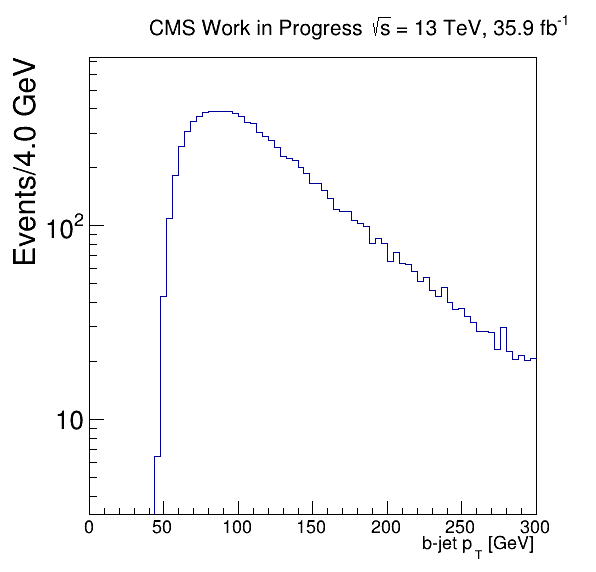 CMS Work in Progress √s = 13 TeV, 35.9 fb⁻¹
Events/4.0 GeV
10²
10
0 50 100 150 200 250 300
b-jet p_T [GeV]